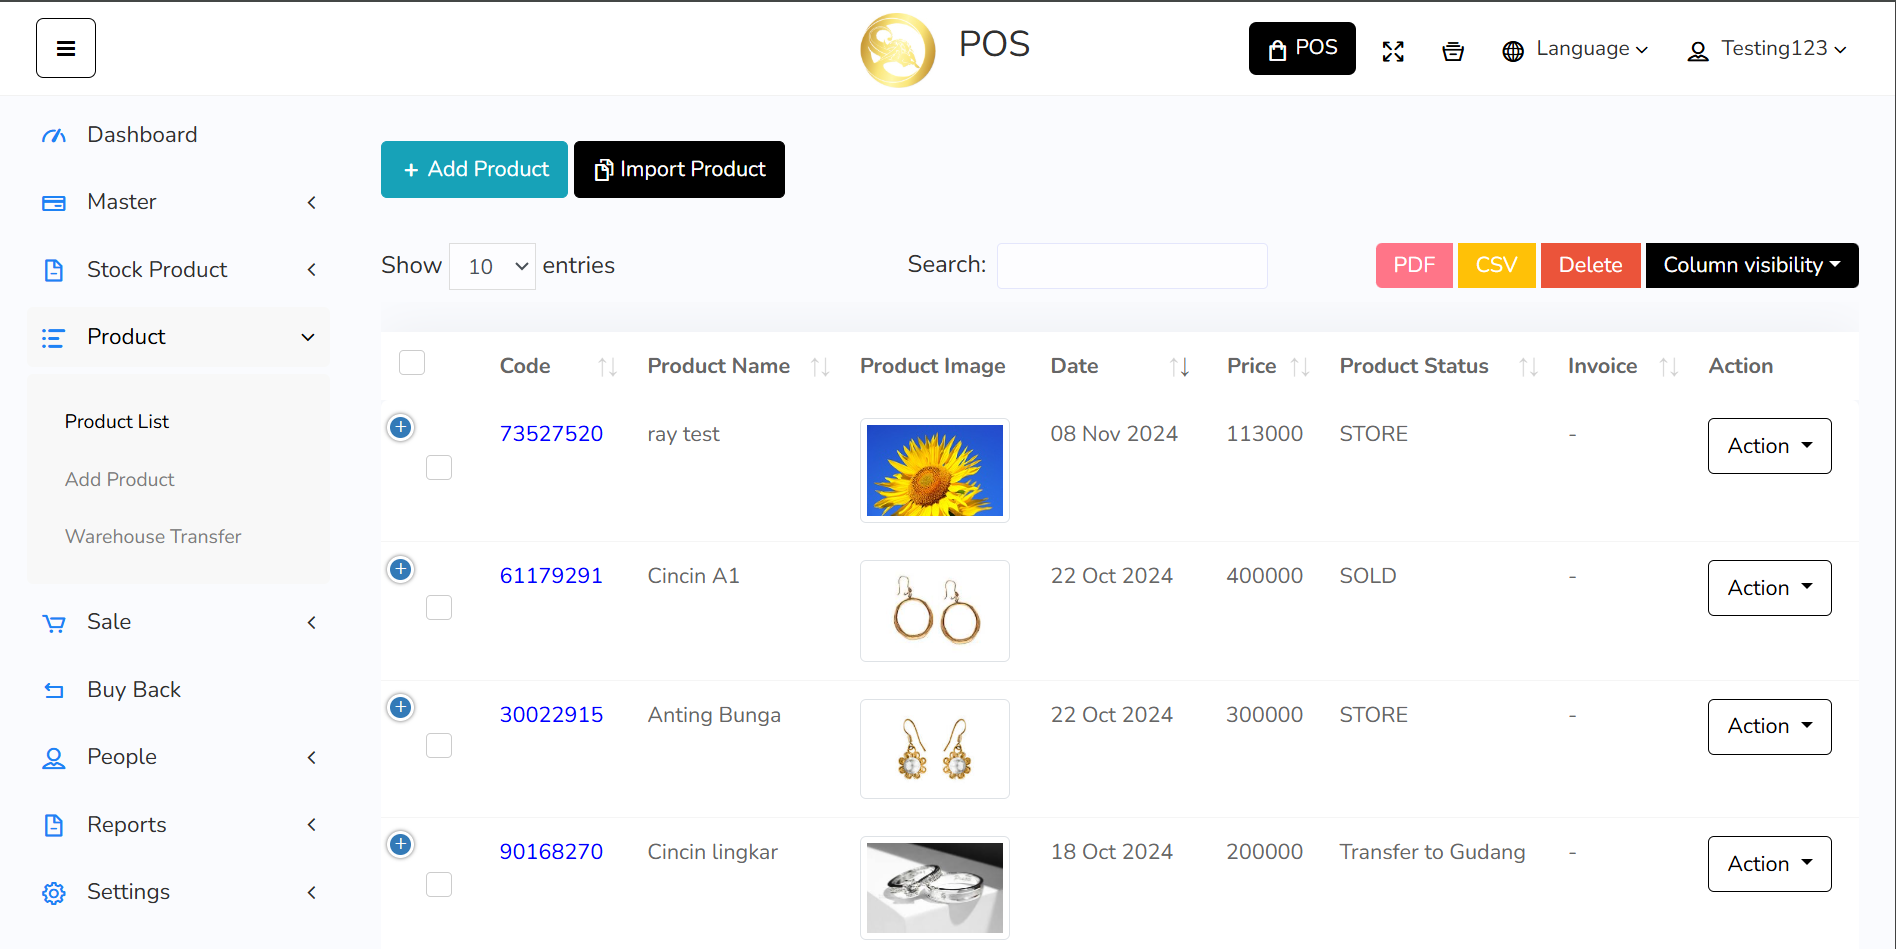 POS
POS
Language
Testing123
Dashboard
Master
Stock Product
Product
Product List
Add Product
Warehouse Transfer
Sale
Buy Back
People
Reports
Settings
+ Add Product
Import Product
Show 10 entries
Search:
PDF CSV Delete Column visibility
Code Product Name Product Image Date Price Product Status Invoice Action
73527520 ray test 08 Nov 2024 113000 STORE - Action
61179291 Cincin A1 22 Oct 2024 400000 SOLD - Action
30022915 Anting Bunga 22 Oct 2024 300000 STORE - Action
90168270 Cincin lingkar 18 Oct 2024 200000 Transfer to Gudang - Action